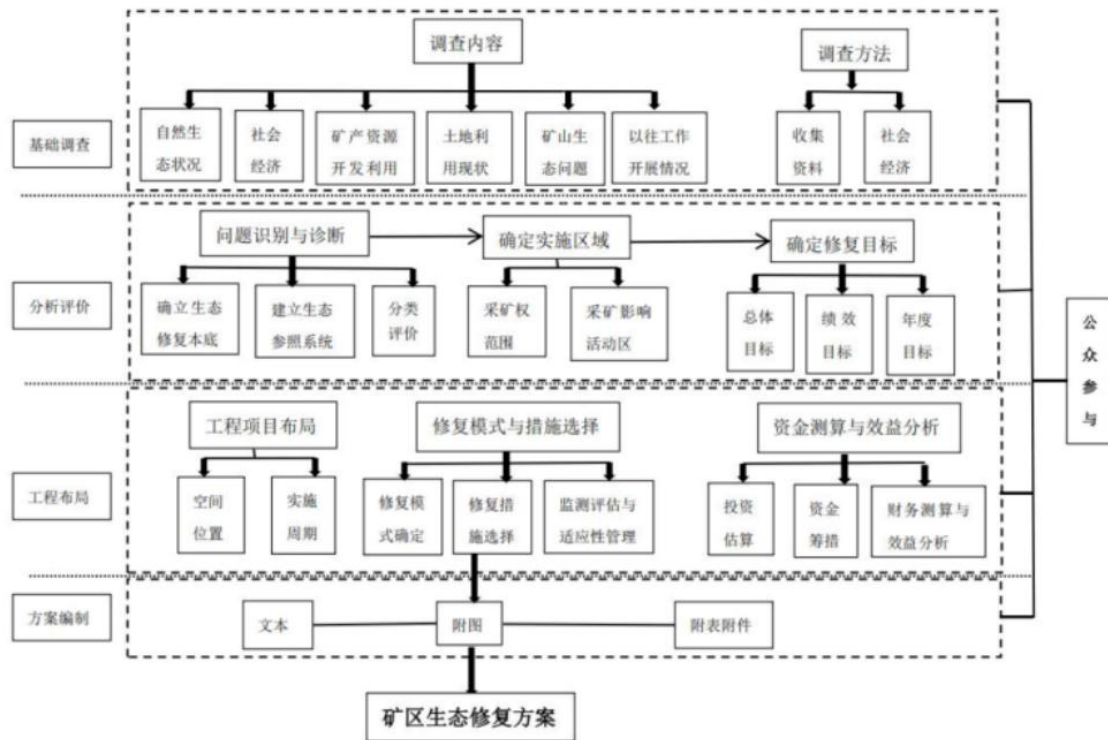 调查内容
调查方法
基础调查
自然生
态状况
社会
经济
矿产资源
开发利用
土地利
用现状
矿山生
态问题
以往工作
开展情况
收集
资料
社会
经济
问题识别与诊断
确定实施区域
确定修复目标
分析评价
确立生态
修复本底
建立生态
参照系统
分类
评价
采矿权
范围
采矿影响
活动区
总体
目标
绩效
目标
年度
目标
公
众
参
与
工程项目布局
修复模式与措施选择
资金测算与效益分析
工程布局
空间
位置
实施
周期
修复模
式确定
修复措
施选择
监测评估与
适应性管理
投资
估算
资金
筹措
财务测算与
效益分析
方案编制
文本
附图
附表附件
矿区生态修复方案